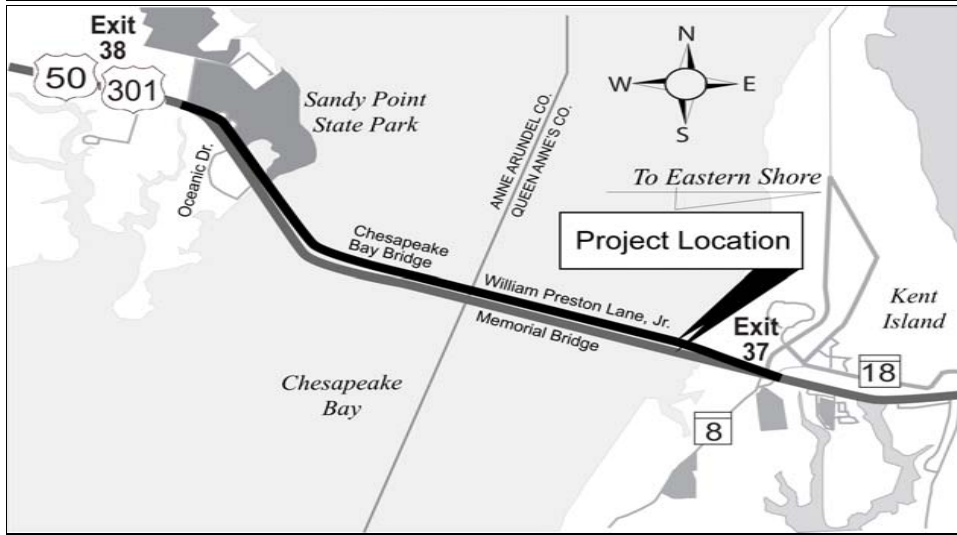 Exit
38
50
301
Sandy Point
State Park
Oceanic Dr.
ANNE ARUNDEL CO.
QUEEN ANNE'S CO.
N
W
E
S
To Eastern Shore
Project Location
Chesapeake
Bay Bridge
William Preston Lane, Jr.
Memorial Bridge
Exit
37
Kent
Island
18
8
Chesapeake
Bay